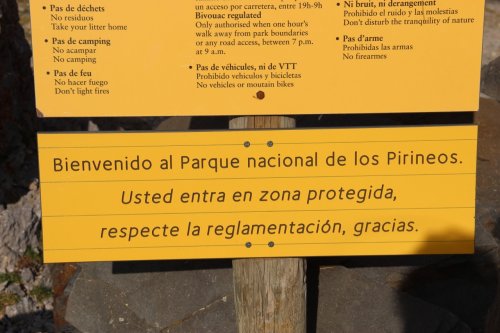 • Pas de déchets
No residuos
Take your litter home
• Pas de camping
No acampar
No camping
• Pas de feu
No hacer fuego
Don't light fires
un acceso por carretera, entre 19h-9h
Bivouac regulated
Only authorised when one hour's
walk away from park boundaries
or any road access, between 7 p.m.
at 9 a.m.
• Pas de véhicules, ni de VTT
Prohibido vehiculos y bicicletas
No vehicles or moutain bikes
• Ni bruit, ni dérangement
Prohibido el ruido y las molestias
Don't disturb the tranquility of nature
• Pas d'arme
Prohibidas las armas
No firearmes
Bienvenido al Parque nacional de los Pirineos.
Usted entra en zona protegida,
respecte la reglamentación, gracias.